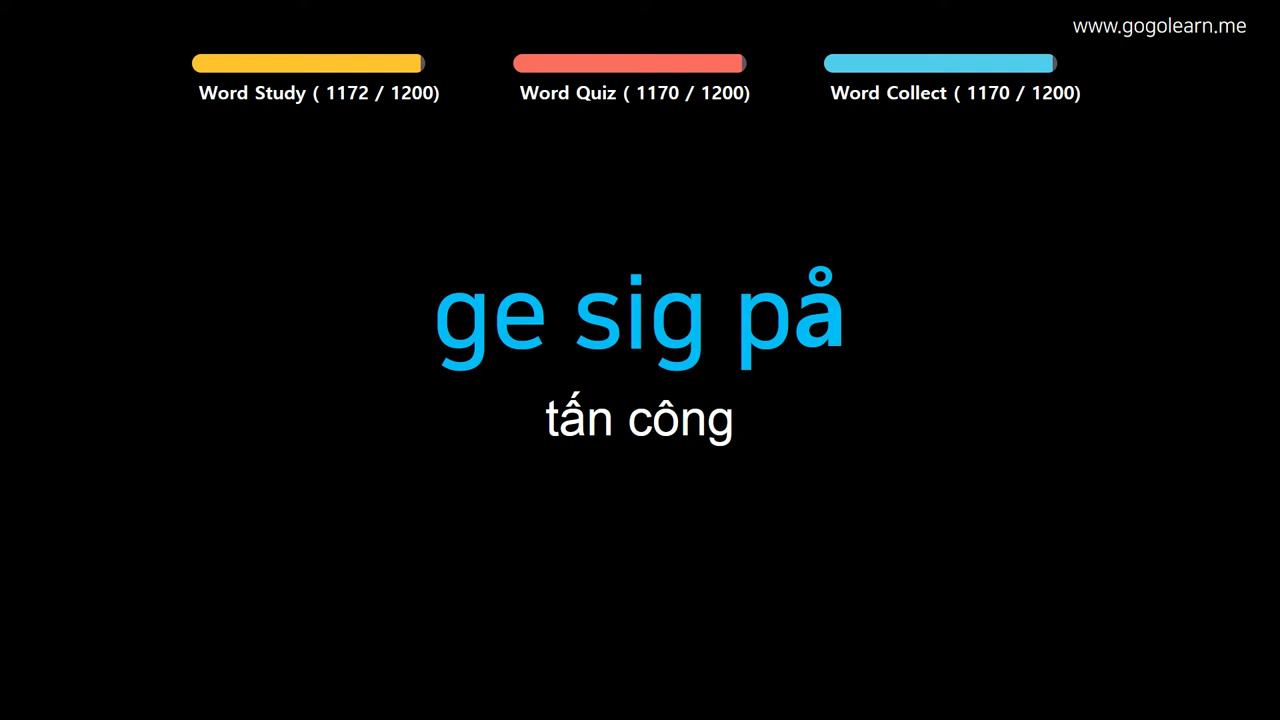 www.gogolearn.me
Word Study ( 1172 / 1200)
Word Quiz ( 1170 / 1200)
Word Collect ( 1170 / 1200)
ge sig på
tấn công